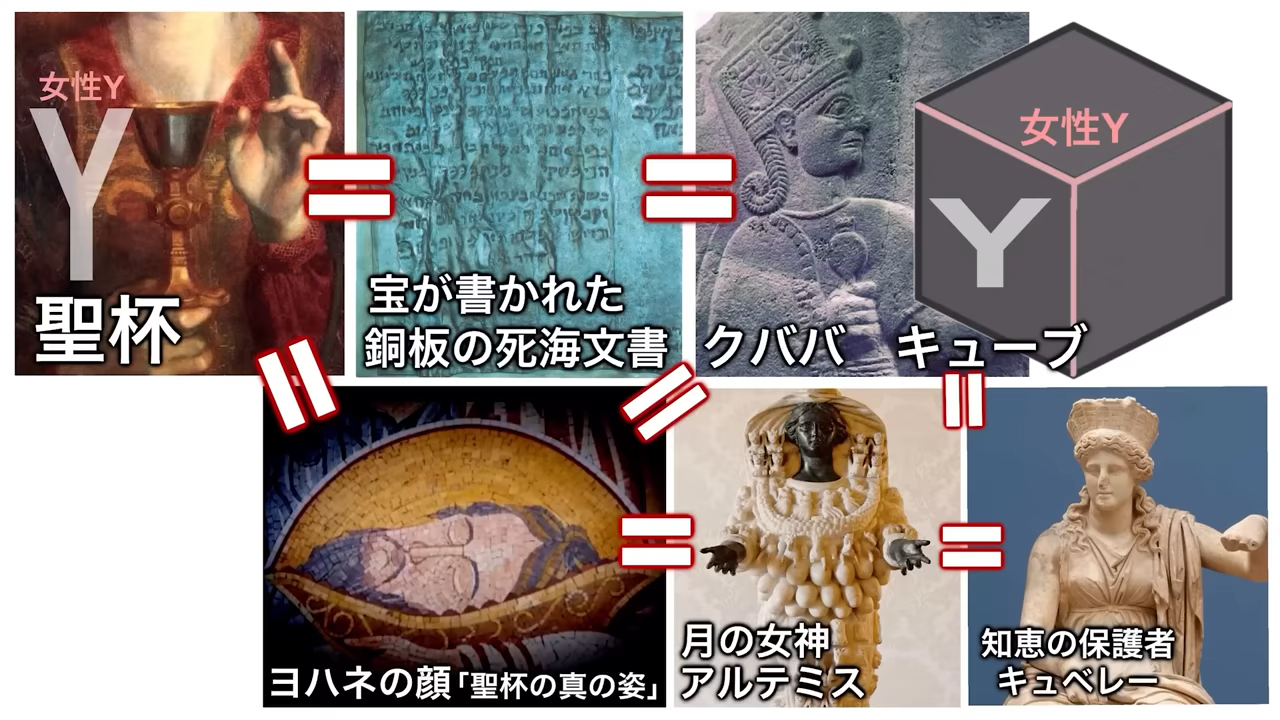 女性Y
Y
聖杯
宝が書かれた
銅板の死海文書
クババ
キューブ
女性Y
Y
ヨハネの顔「聖杯の真の姿」
月の女神
アルテミス
知恵の保護者
キュベレー